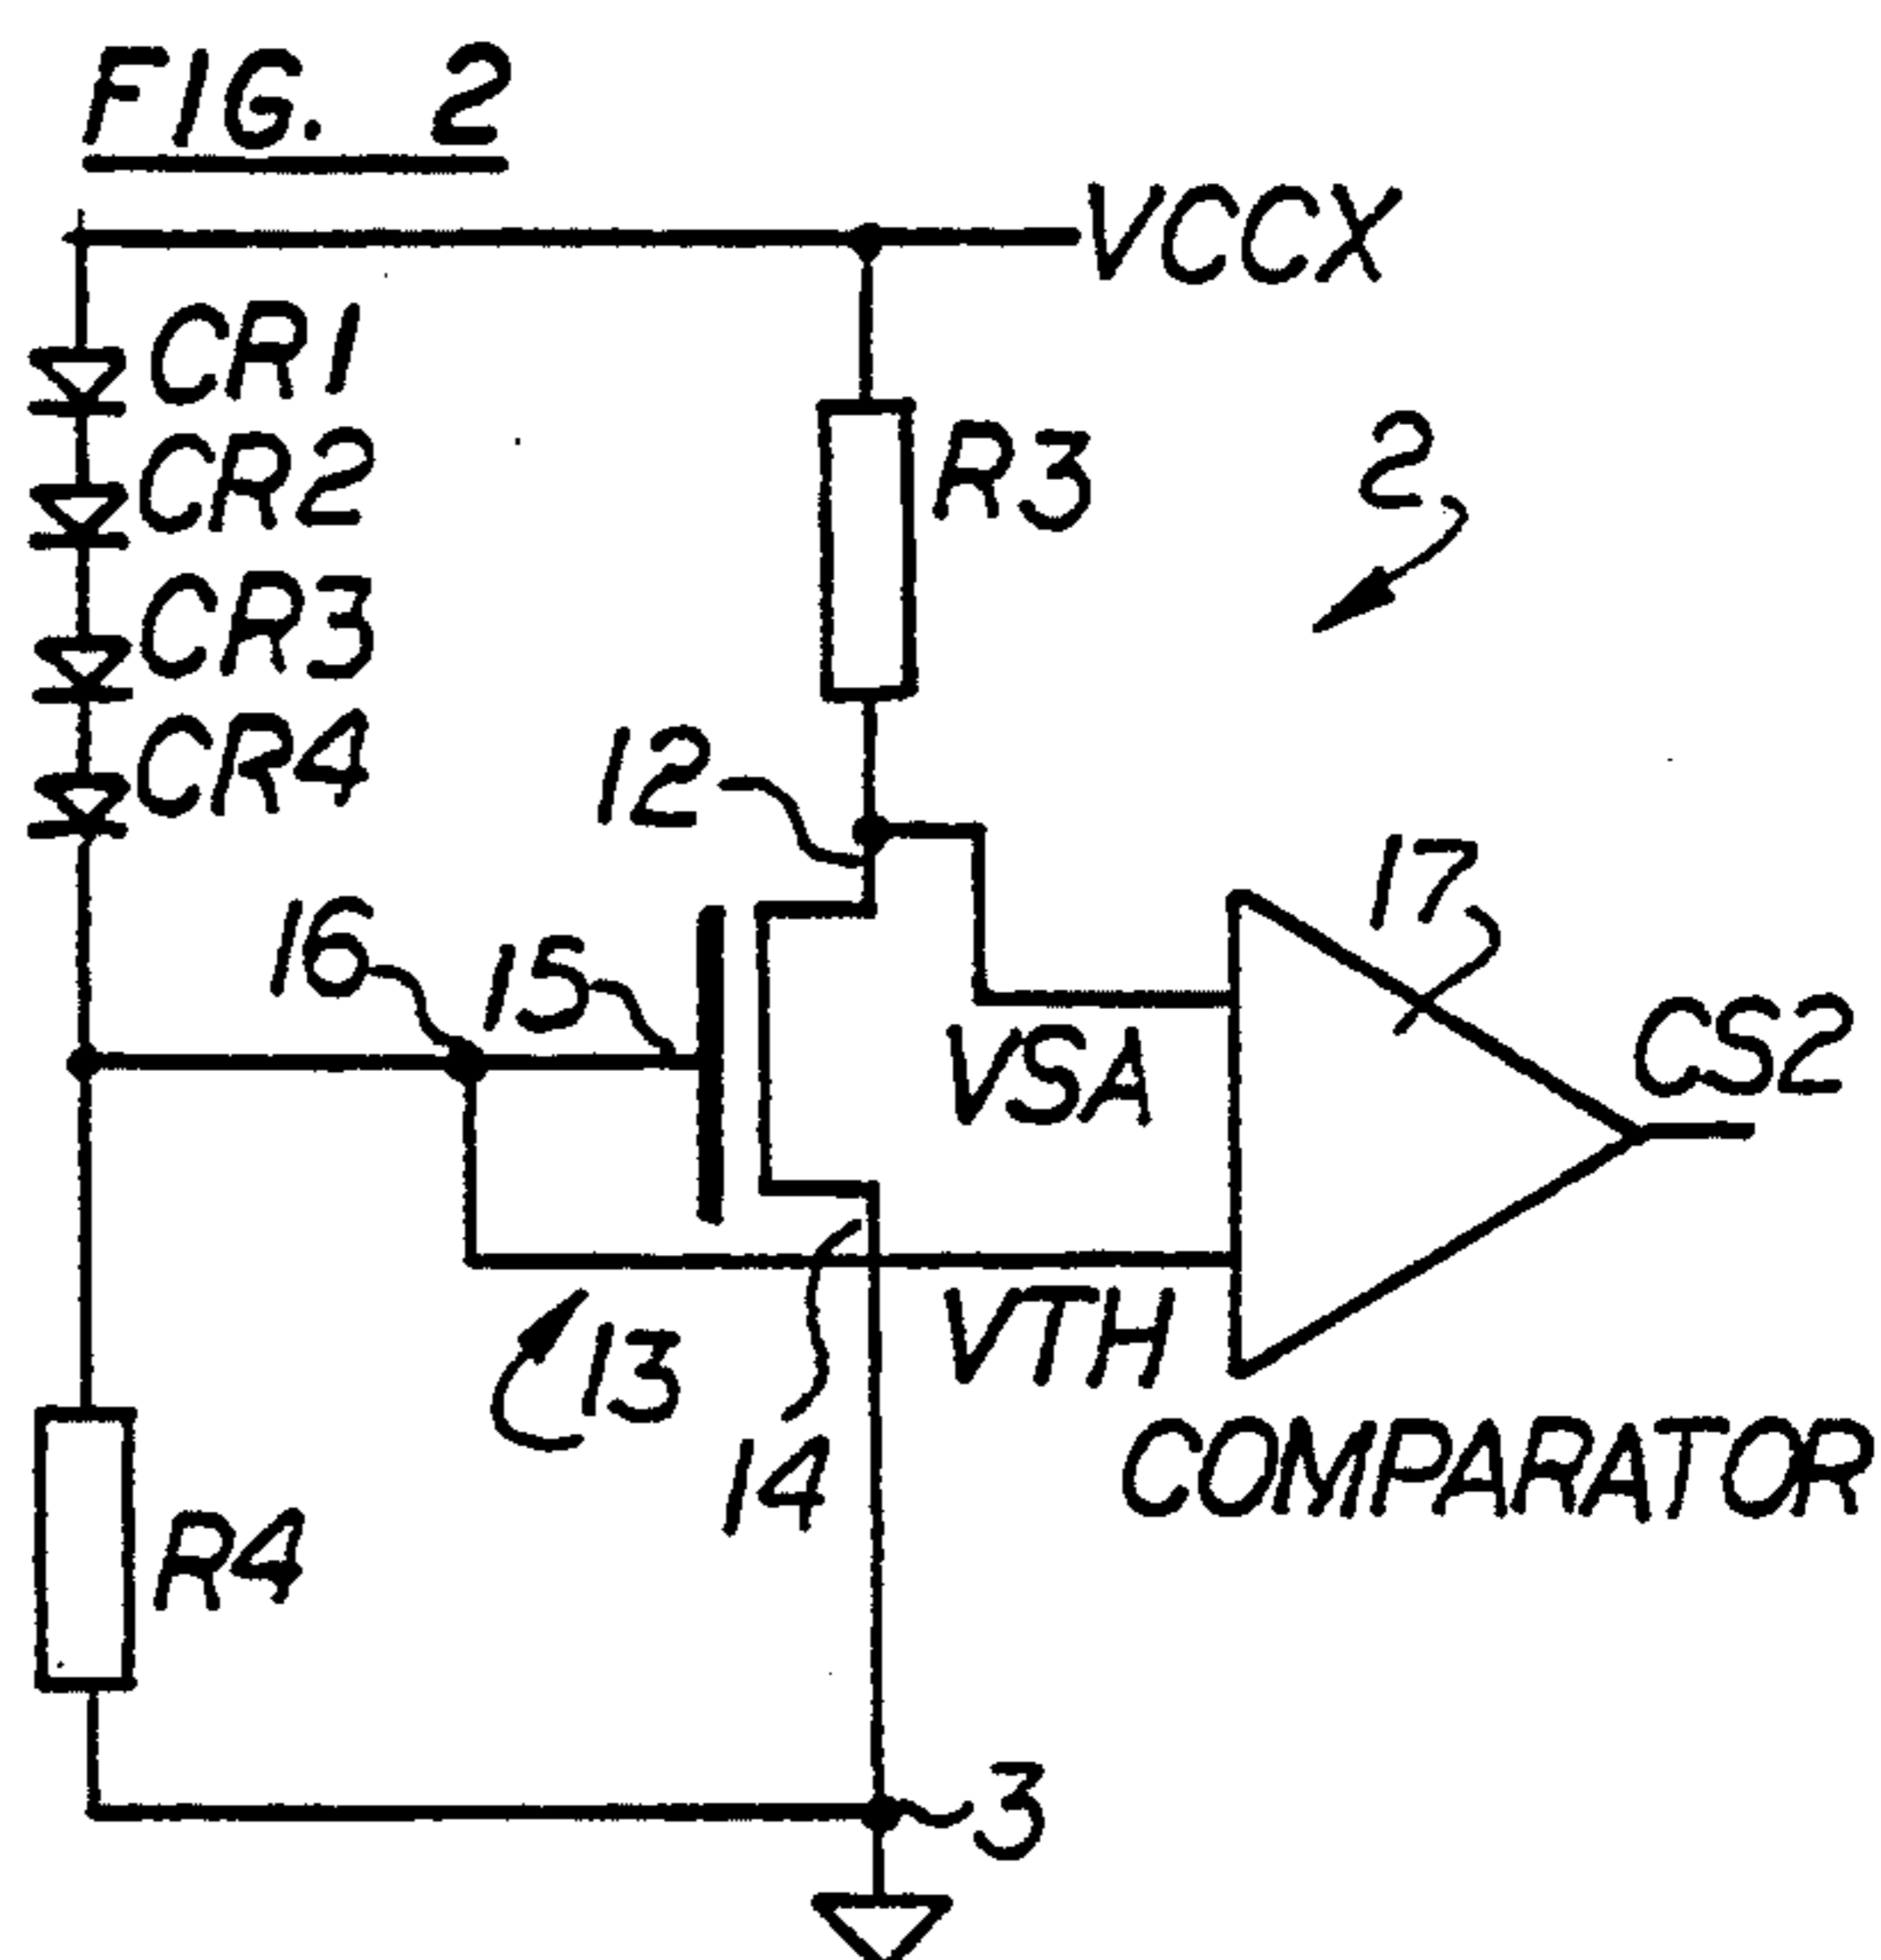 FIG. 2
VCCX
CR1
CR2
R3
2
CR3
CR4
12
17
16
15
VSA
CS2
13
VTH
14
COMPARATOR
R4
3